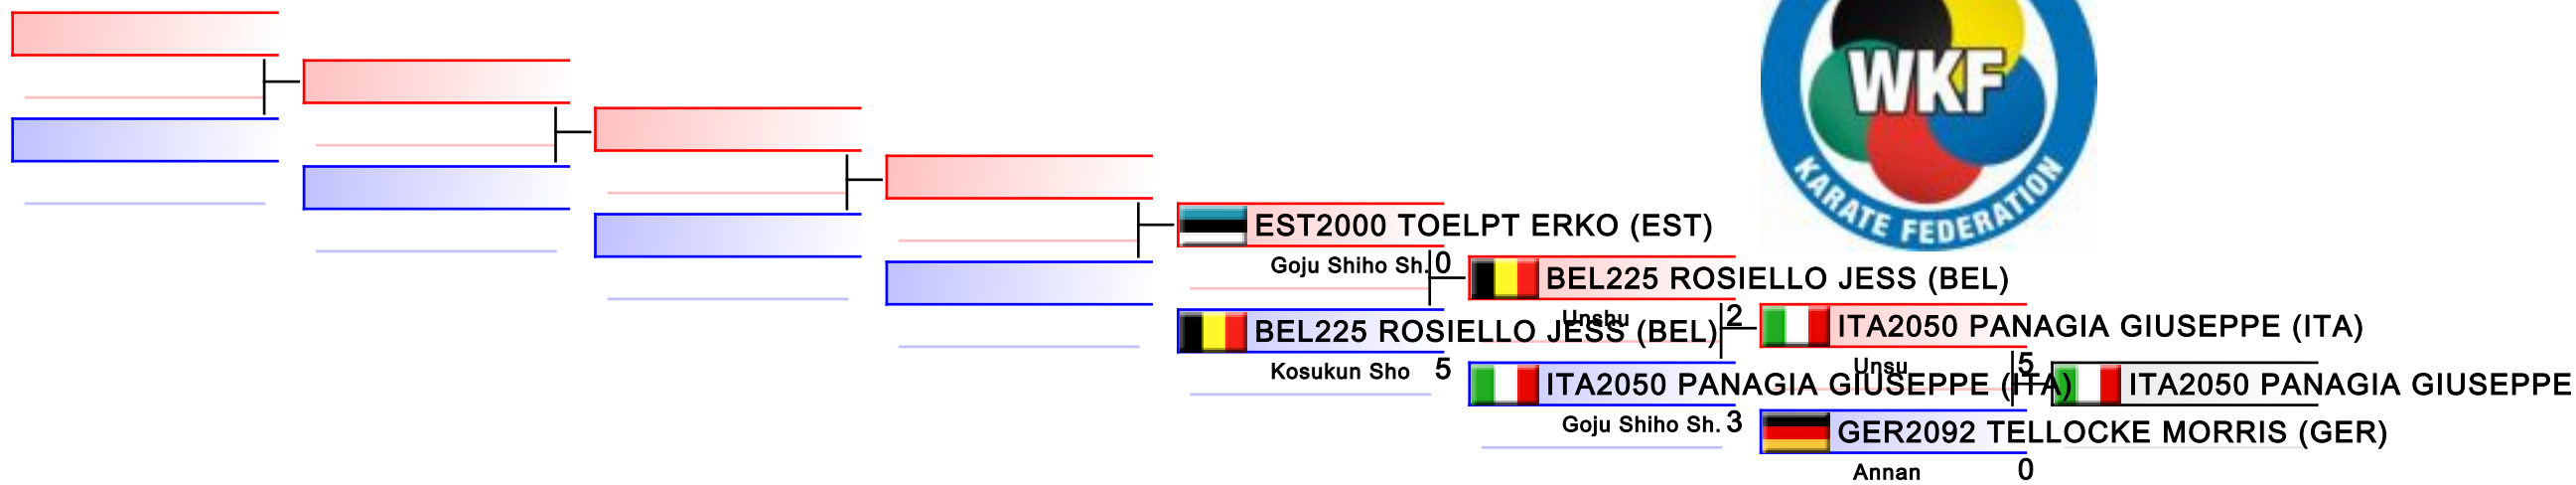 WKF
KARATE FEDERATION
EST2000 TOELPT ERKO (EST)
Goju Shiho Sh. 0
BEL225 ROSIELLO JESS (BEL)
Kosukun Sho 5
BEL225 ROSIELLO JESS (BEL)
Unshu 2
ITA2050 PANAGIA GIUSEPPE (ITA)
Goju Shiho Sh. 3
ITA2050 PANAGIA GIUSEPPE (ITA)
Unsu 5
GER2092 TELLOCKE MORRIS (GER)
Annan 0
ITA2050 PANAGIA GIUSEPPE